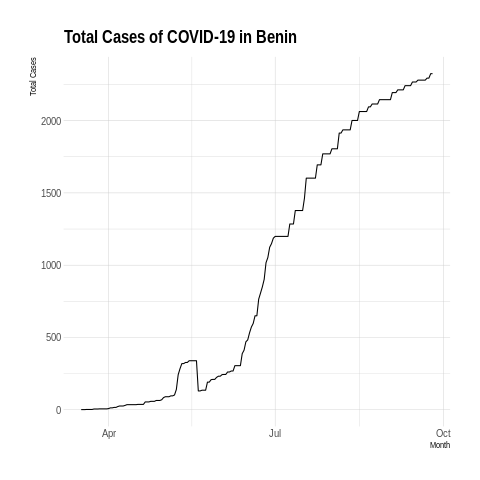 Total Cases of COVID-19 in Benin
Total Cases
2000
1500
1000
500
0
Apr
Jul
Oct
Month